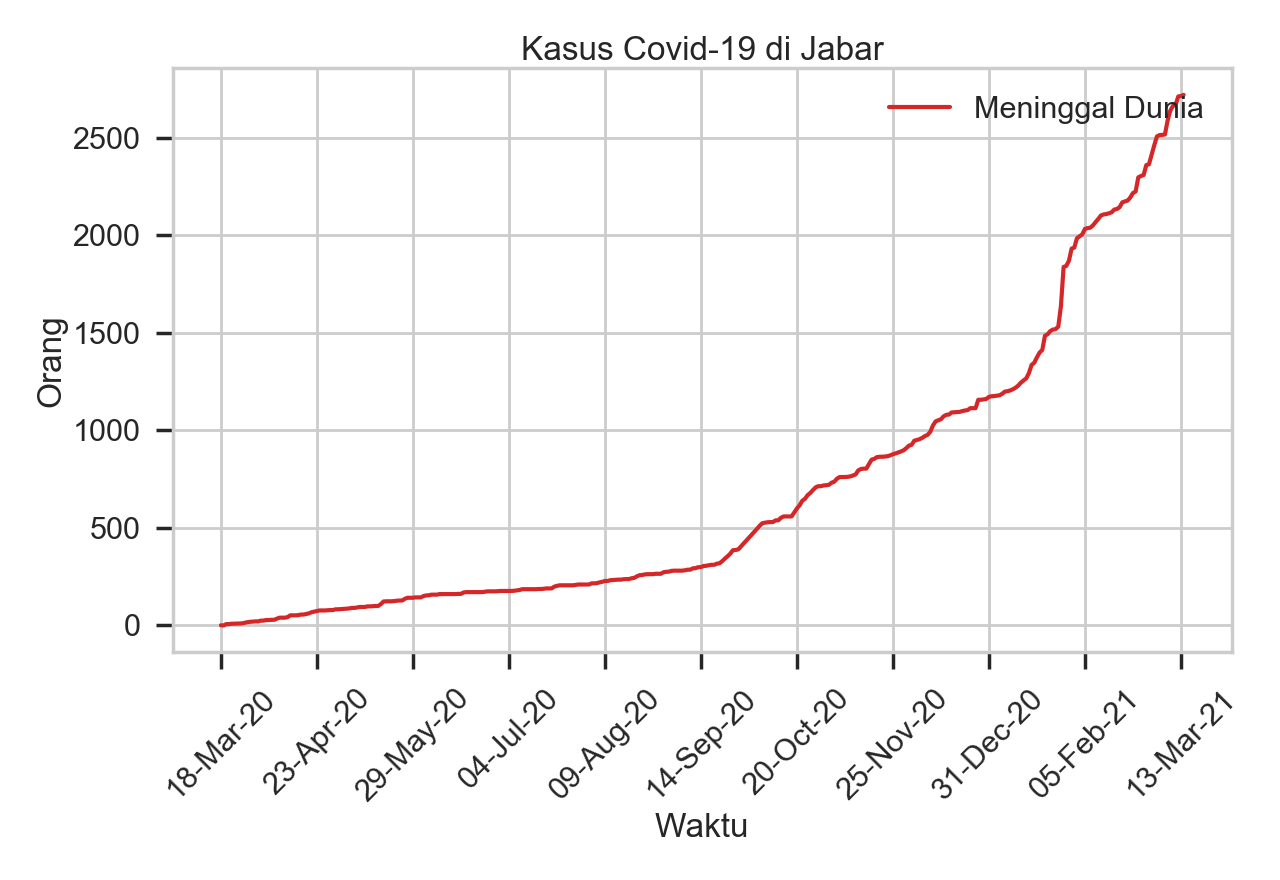 Kasus Covid-19 di Jabar
Meninggal Dunia
Orang
2500
2000
1500
1000
500
0
18-Mar-20
23-Apr-20
29-May-20
04-Jul-20
09-Aug-20
14-Sep-20
20-Oct-20
25-Nov-20
31-Dec-20
05-Feb-21
13-Mar-21
Waktu